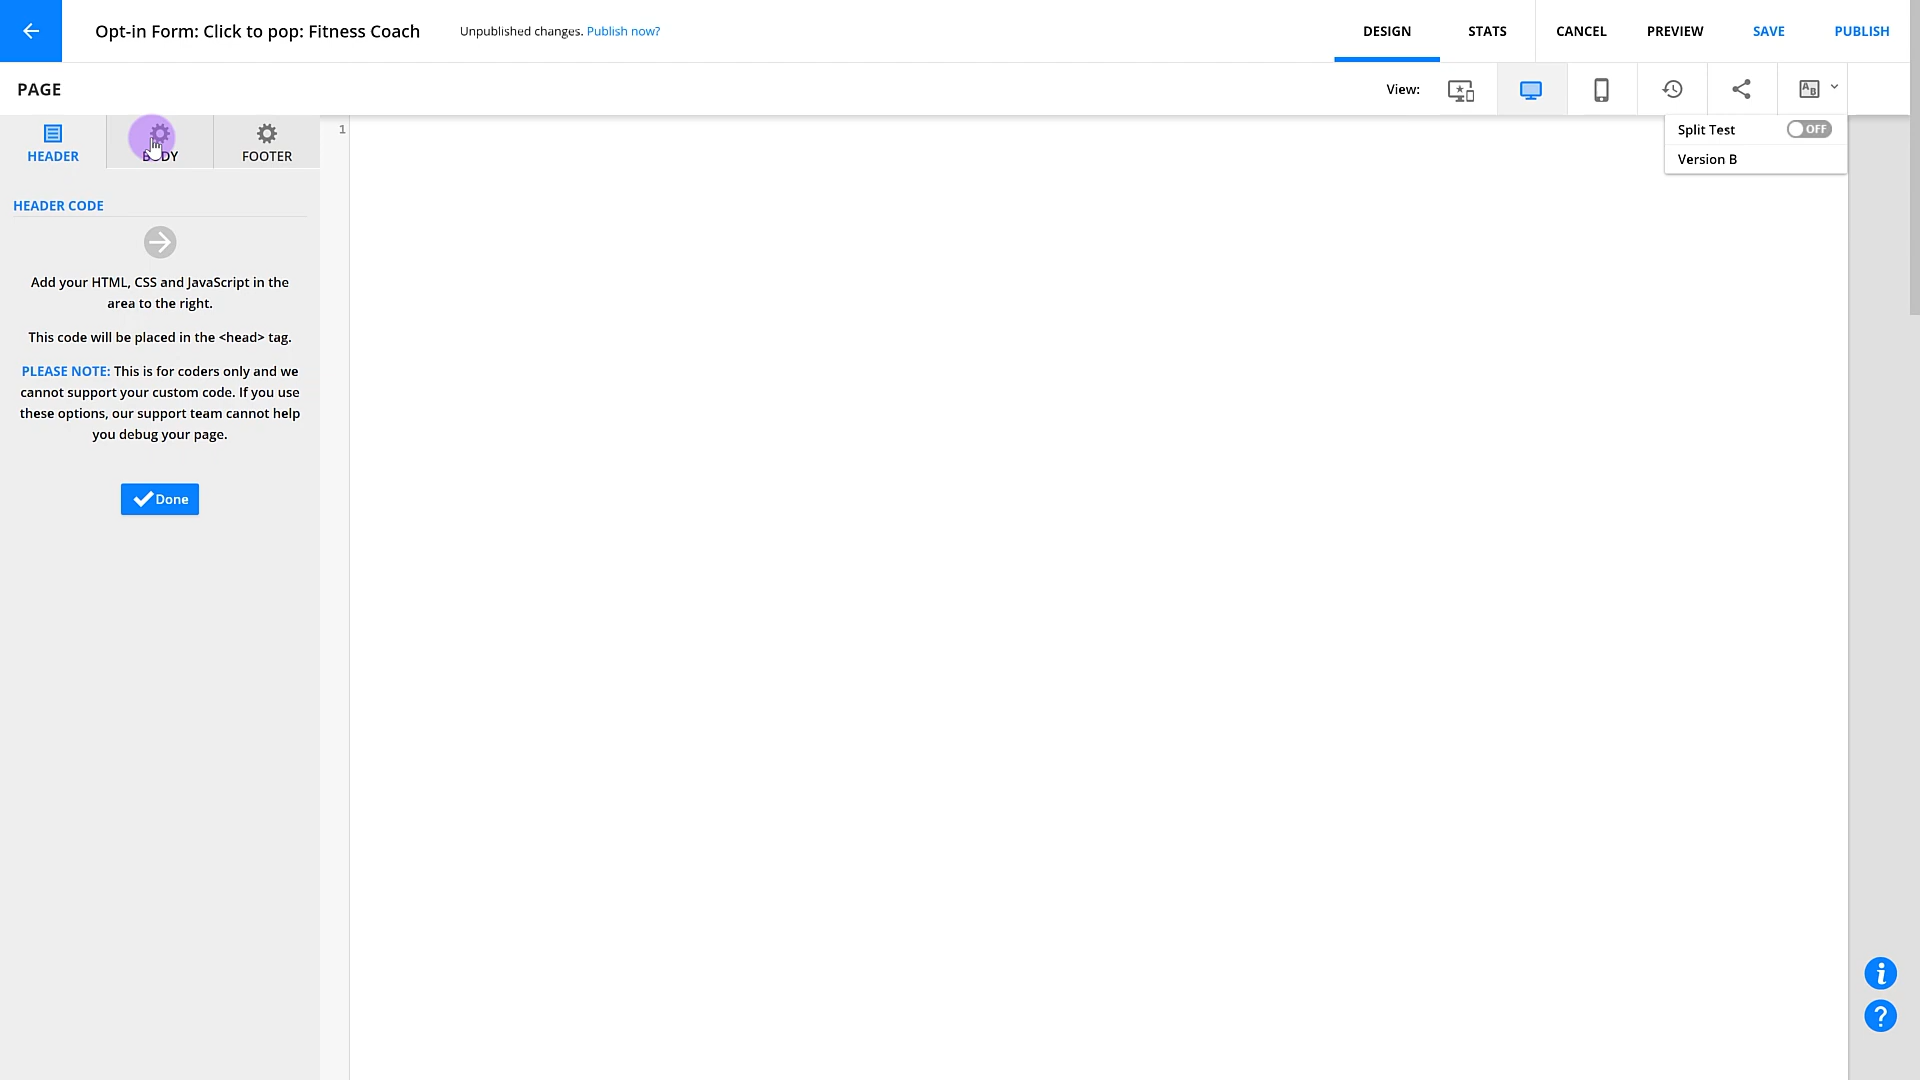 Opt-in Form: Click to pop: Fitness Coach
Unpublished changes. Publish now?
DESIGN
STATS
CANCEL
PREVIEW
SAVE
PUBLISH
PAGE
View:
AB
Split Test
OFF
Version B
HEADER
BODY
FOOTER
1
HEADER CODE
Add your HTML, CSS and JavaScript in the
area to the right.
This code will be placed in the <head> tag.
PLEASE NOTE: This is for coders only and we
cannot support your custom code. If you use
these options, our support team cannot help
you debug your page.
Done
i
?